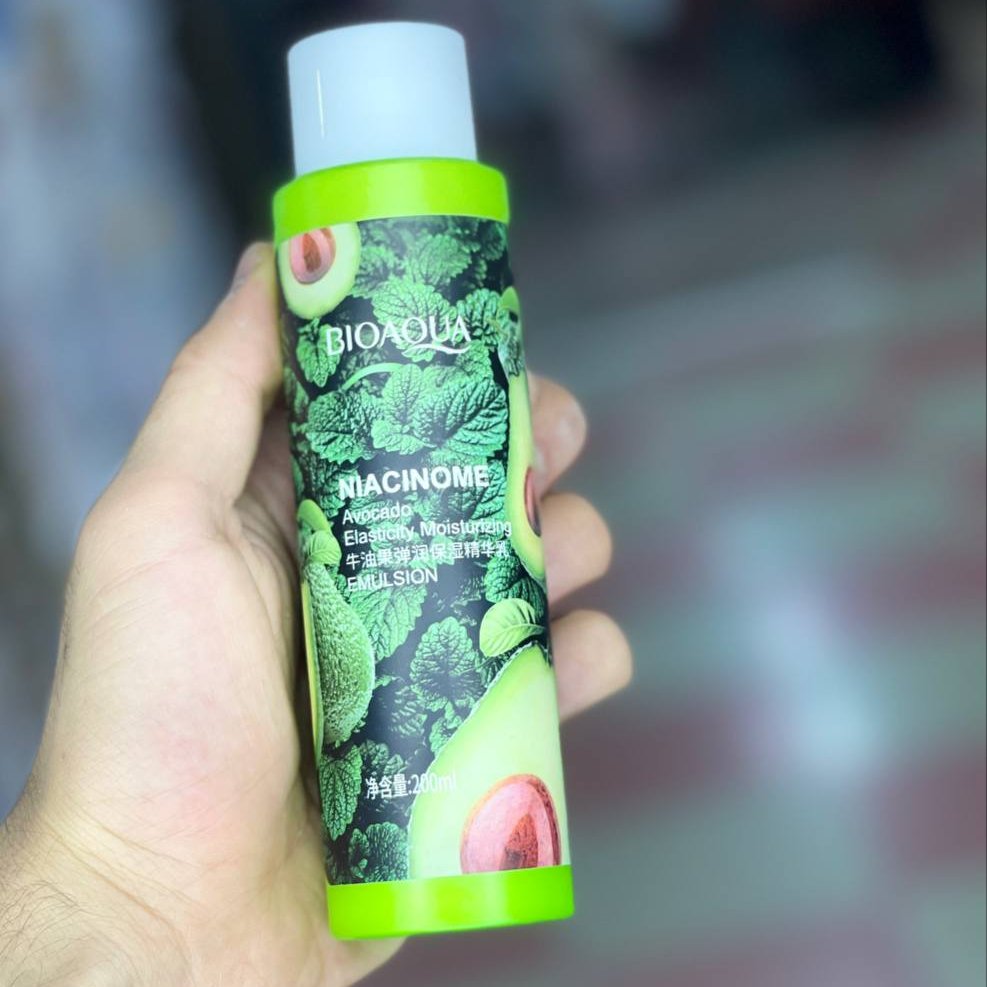 BIOAQUA
NIACINOME
Avocado
Elasticity Moisturizing
牛油果弹润保湿精华乳
EMULSION
净含量:200ml